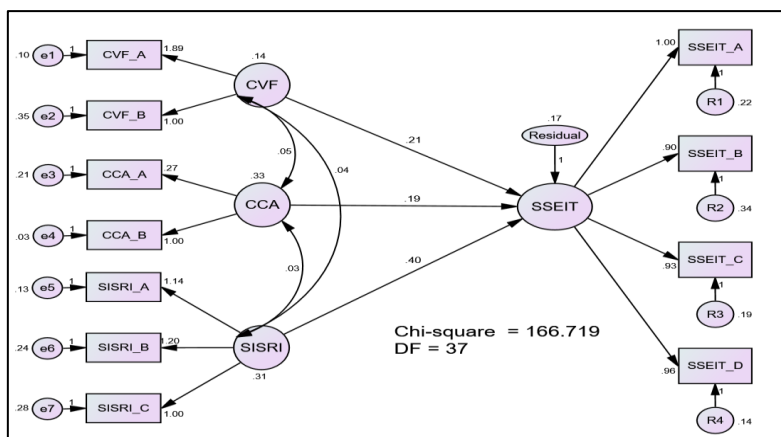 .10 e1 1 CVF_A 1.89
.14
CVF
.35 e2 1 CVF_B 1.00
.21 e3 1 CCA_A .27
.33
CCA
.03 e4 1 CCA_B 1.00
.13 e5 1 SISRI_A 1.14
.24 e6 1 SISRI_B 1.20
SISRI
.31
.28 e7 1 SISRI_C 1.00
.05
.04
.03
.21
.19
.40
.17
Residual
1
SSEIT
Chi-square = 166.719
DF = 37
1.00 SSEIT_A
1
R1 .22
.90 SSEIT_B
1
R2 .34
.93 SSEIT_C
1
R3 .19
.96 SSEIT_D
1
R4 .14